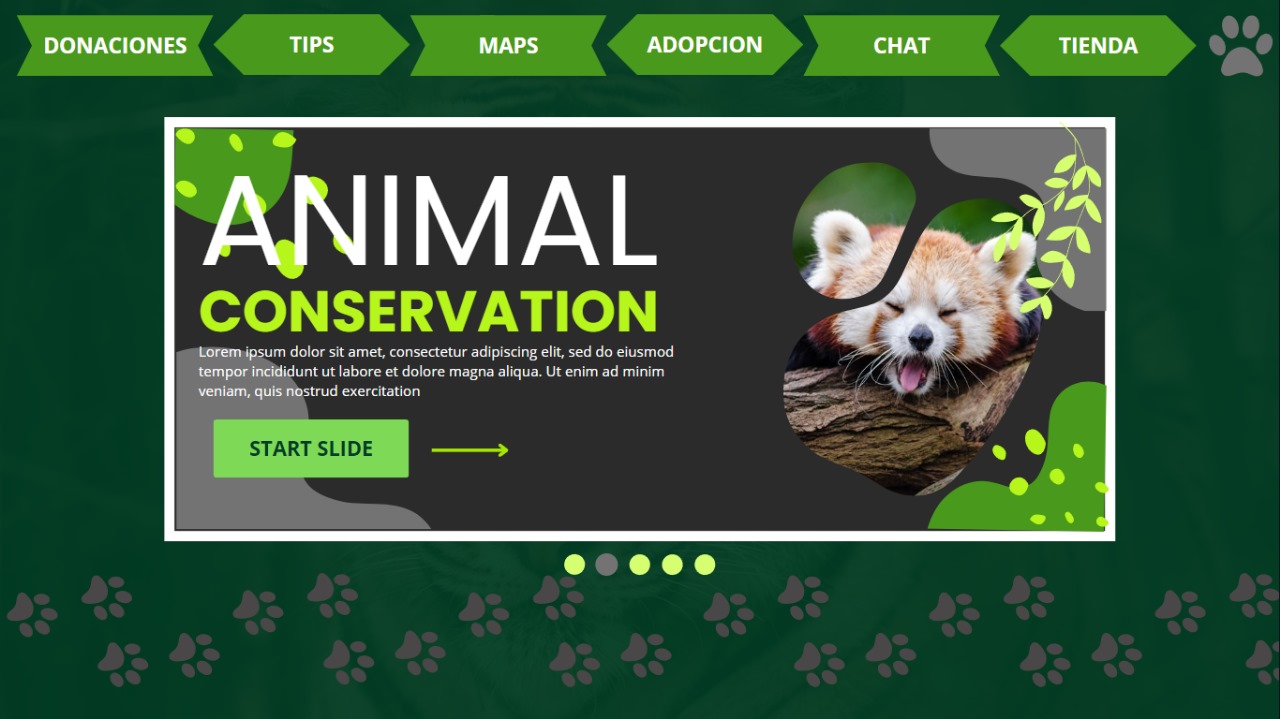 DONACIONES
TIPS
MAPS
ADOPCION
CHAT
TIENDA
ANIMAL
CONSERVATION
Lorem ipsum dolor sit amet, consectetur adipiscing elit, sed do eiusmod
tempor incididunt ut labore et dolore magna aliqua. Ut enim ad minim
veniam, quis nostrud exercitation
START SLIDE